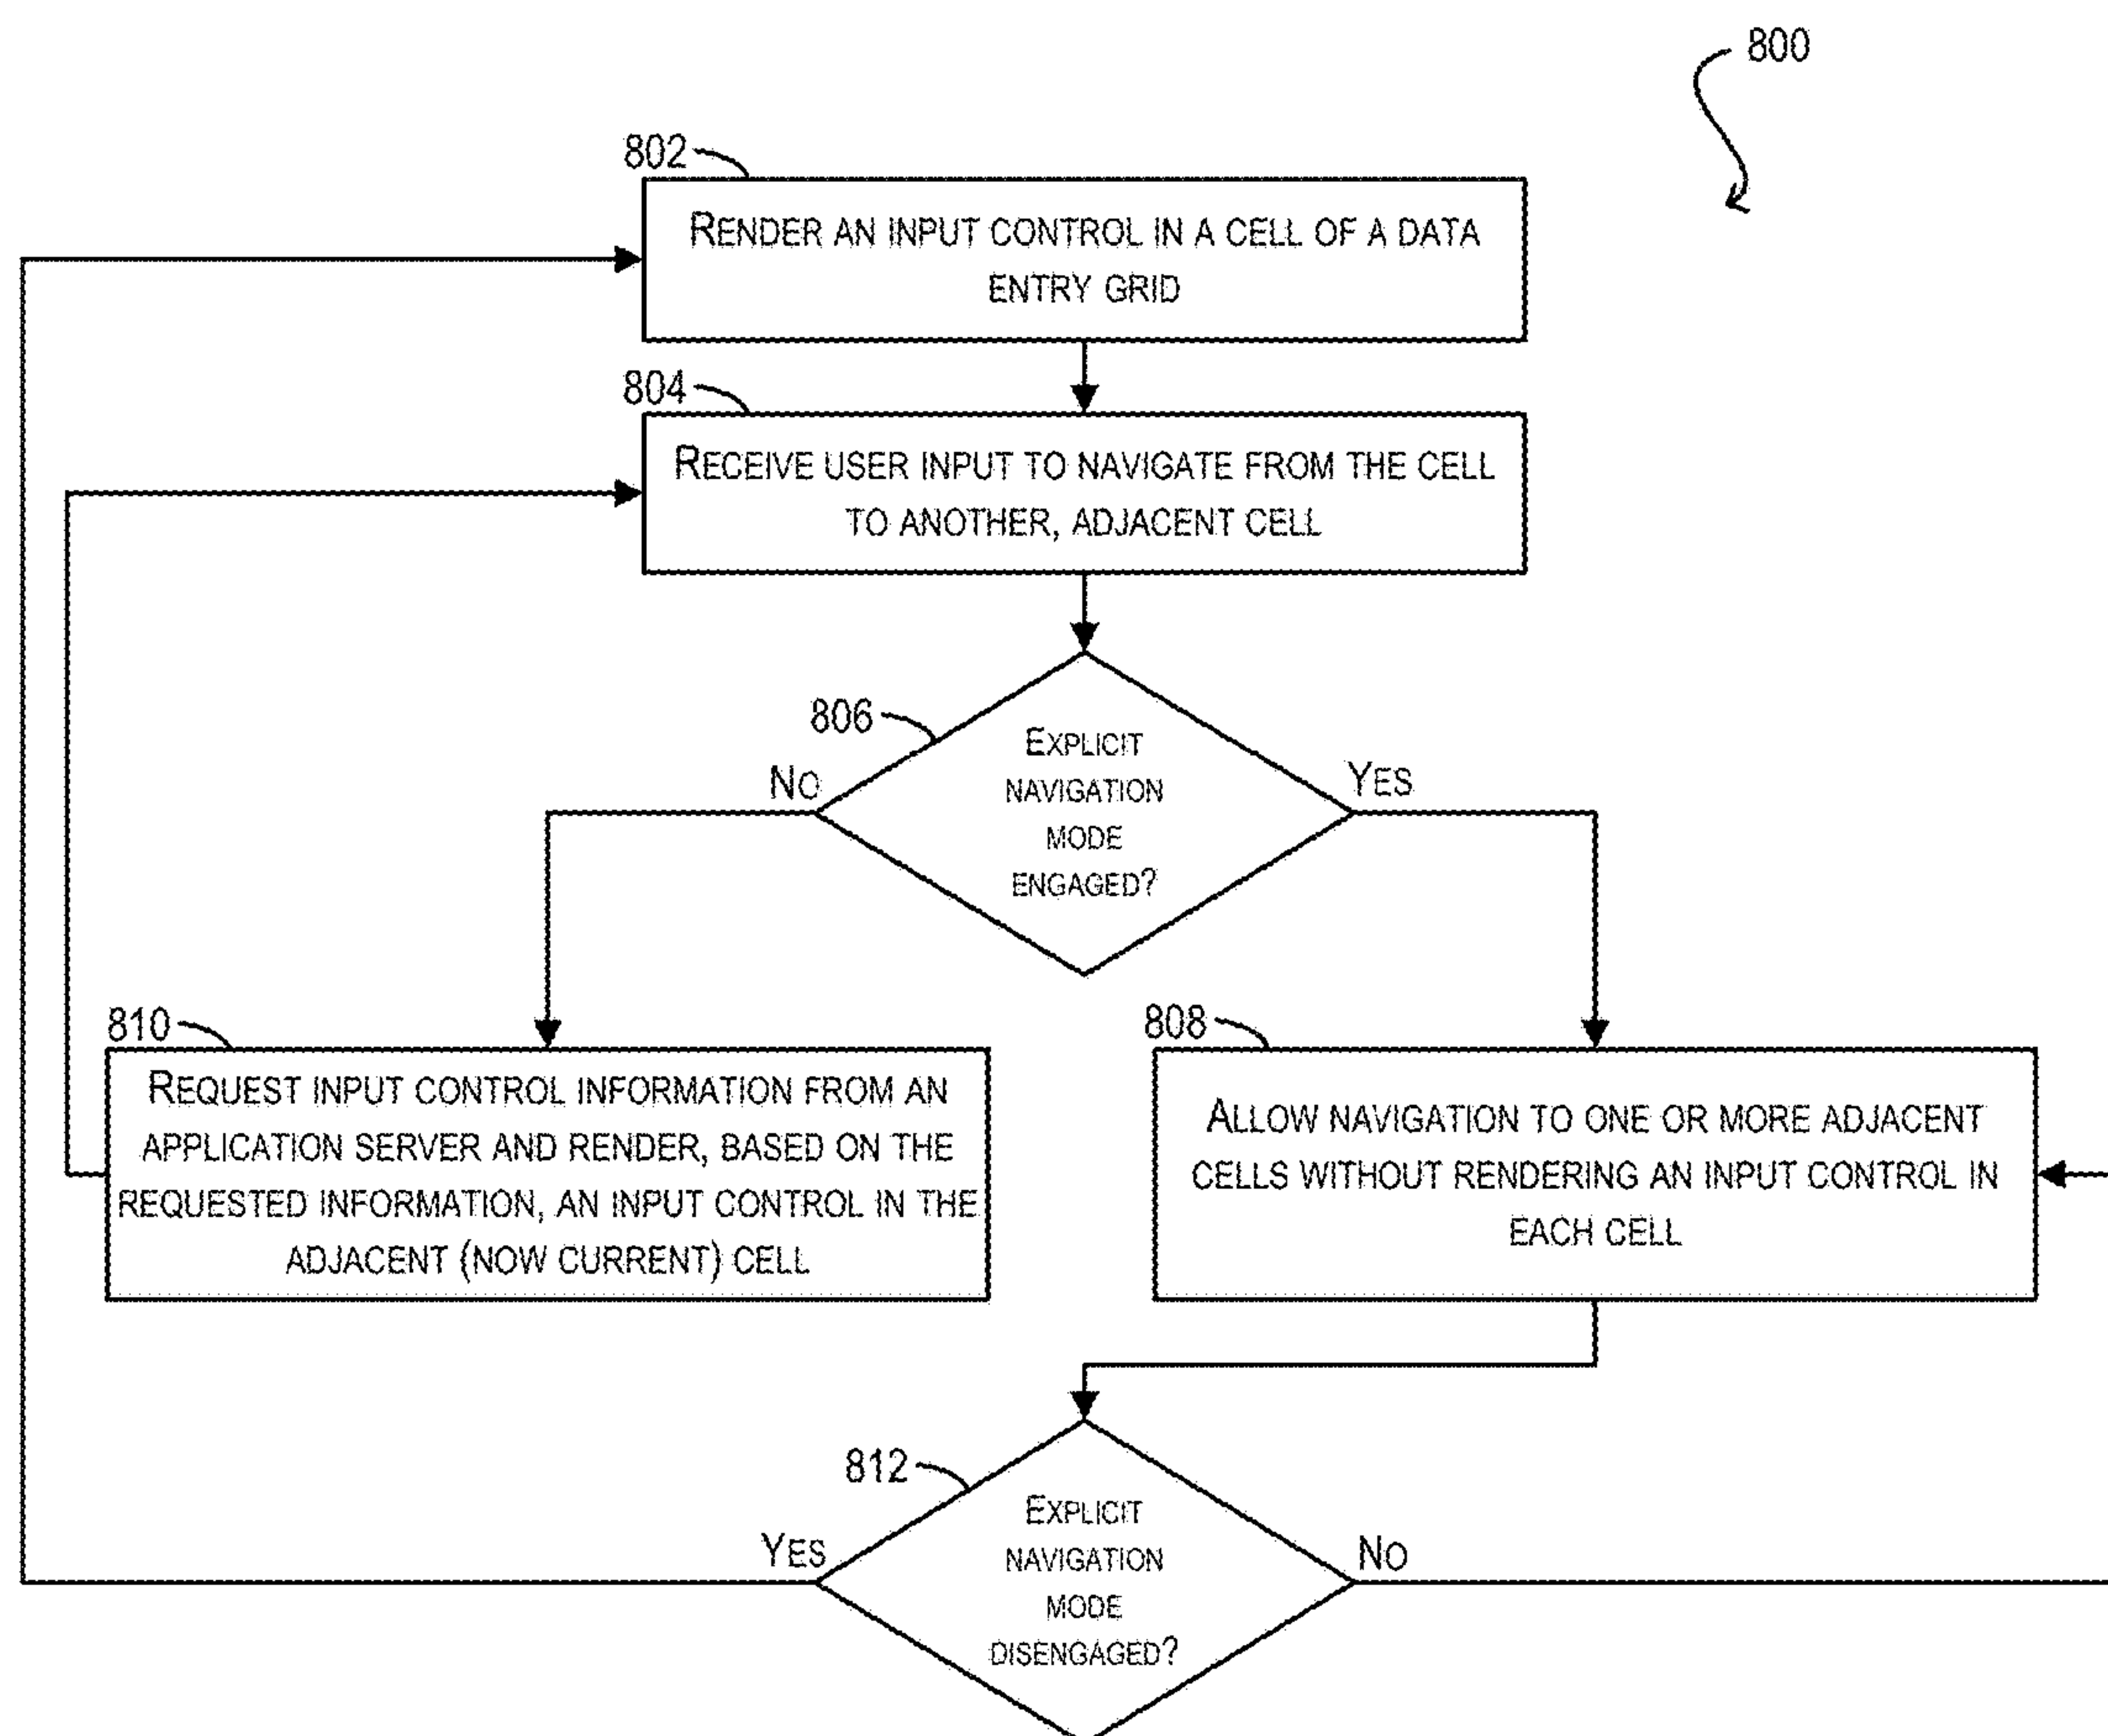 800
802
RENDER AN INPUT CONTROL IN A CELL OF A DATA
ENTRY GRID
804
RECEIVE USER INPUT TO NAVIGATE FROM THE CELL
TO ANOTHER, ADJACENT CELL
806
EXPLICIT
NAVIGATION
MODE
ENGAGED?
NO
YES
810
REQUEST INPUT CONTROL INFORMATION FROM AN
APPLICATION SERVER AND RENDER, BASED ON THE
REQUESTED INFORMATION, AN INPUT CONTROL IN THE
ADJACENT (NOW CURRENT) CELL
808
ALLOW NAVIGATION TO ONE OR MORE ADJACENT
CELLS WITHOUT RENDERING AN INPUT CONTROL IN
EACH CELL
812
EXPLICIT
NAVIGATION
MODE
DISENGAGED?
YES
NO